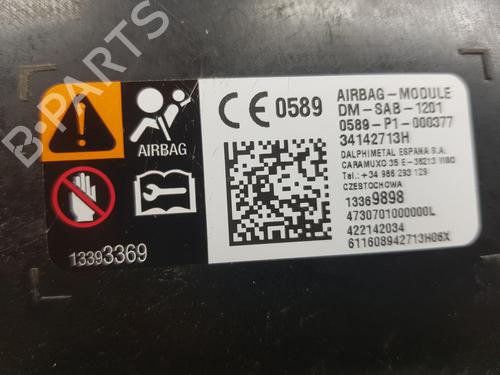 B-PARTS
AIRBAG
13393369
CE 0589
AIRBAG-MODULE
DM-SAB-1201
0589-P1-000377
34142713H
DALPHIMETAL ESPANA S.A.
CARAMUXO 35 E-36213 VIGO
Tel.: +34 986 293 129
CZESTOCHOWA
13369898
4730701000000L
422142034
611608942713H06X